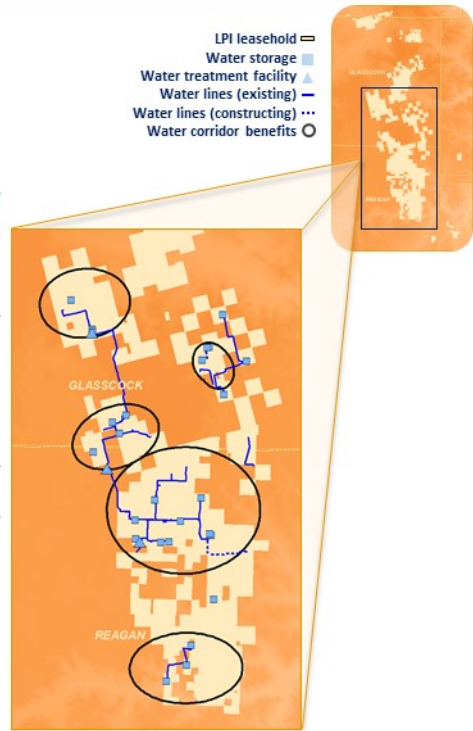 LPI leasehold
Water storage
Water treatment facility
Water lines (existing)
Water lines (constructing)
Water corridor benefits
GLASSCOCK
REAGAN
GLASSCOCK
REAGAN